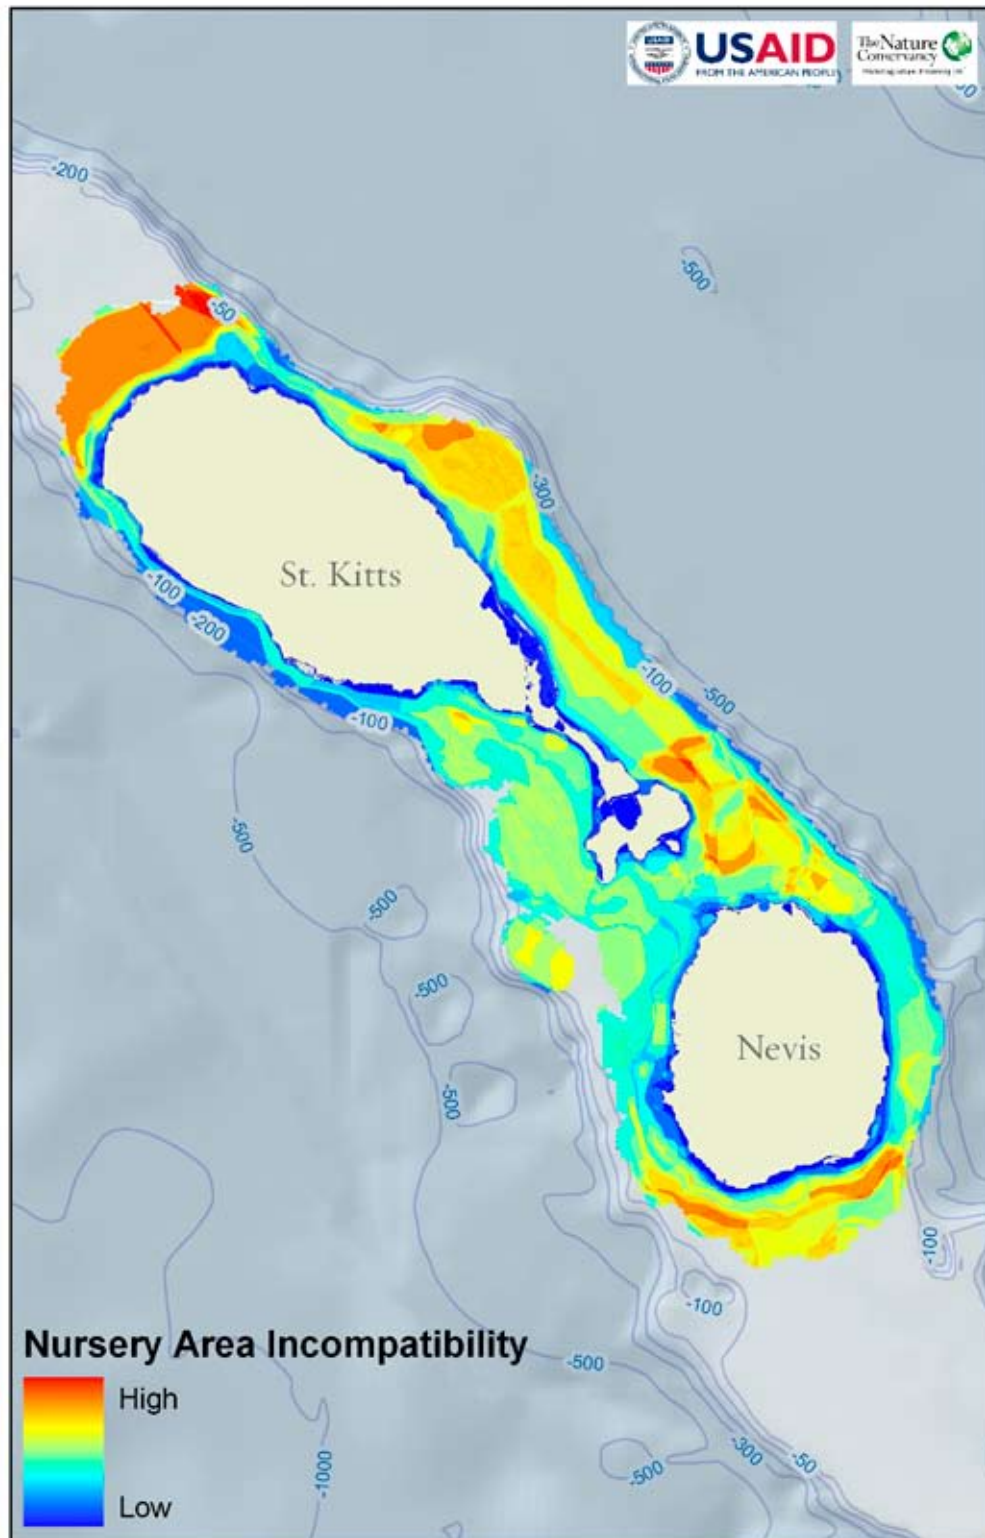 USAID
FROM THE AMERICAN PEOPLE
The Nature
Conservancy
-200
-500
-50
-300
St. Kitts
-100
-200
-100
-100
-500
-500
-500
-500
-500
Nevis
-100
-100
-500
-50
-300
-500
-1000
Nursery Area Incompatibility
High
Low